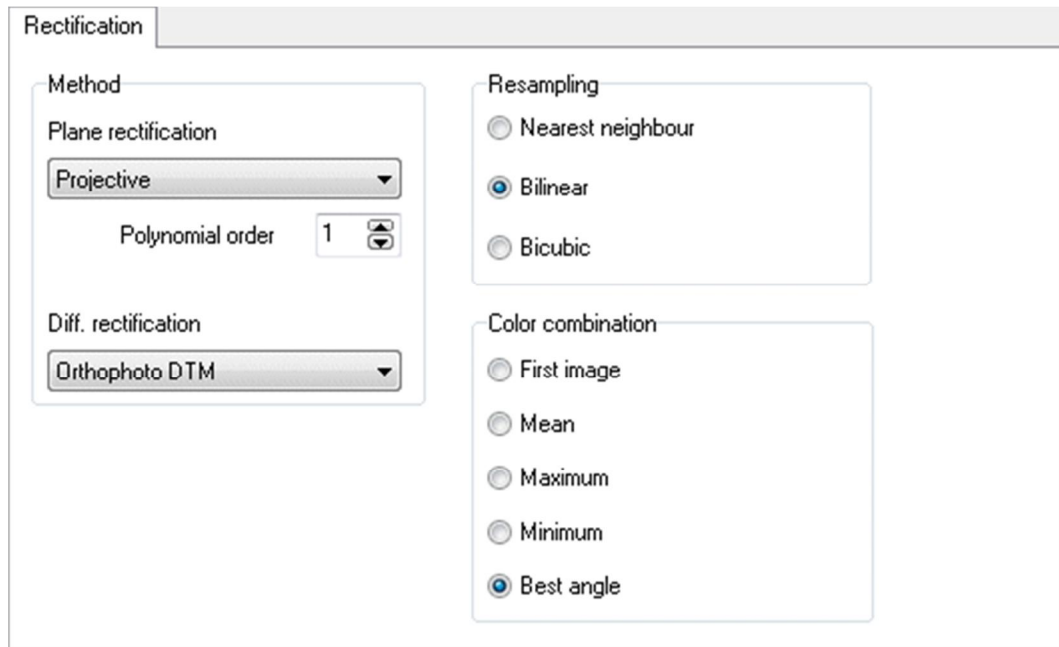 Rectification
Method
Plane rectification
Projective
Polynomial order 1
Diff. rectification
Orthophoto DTM
Resampling
Nearest neighbour
Bilinear
Bicubic
Color combination
First image
Mean
Maximum
Minimum
Best angle